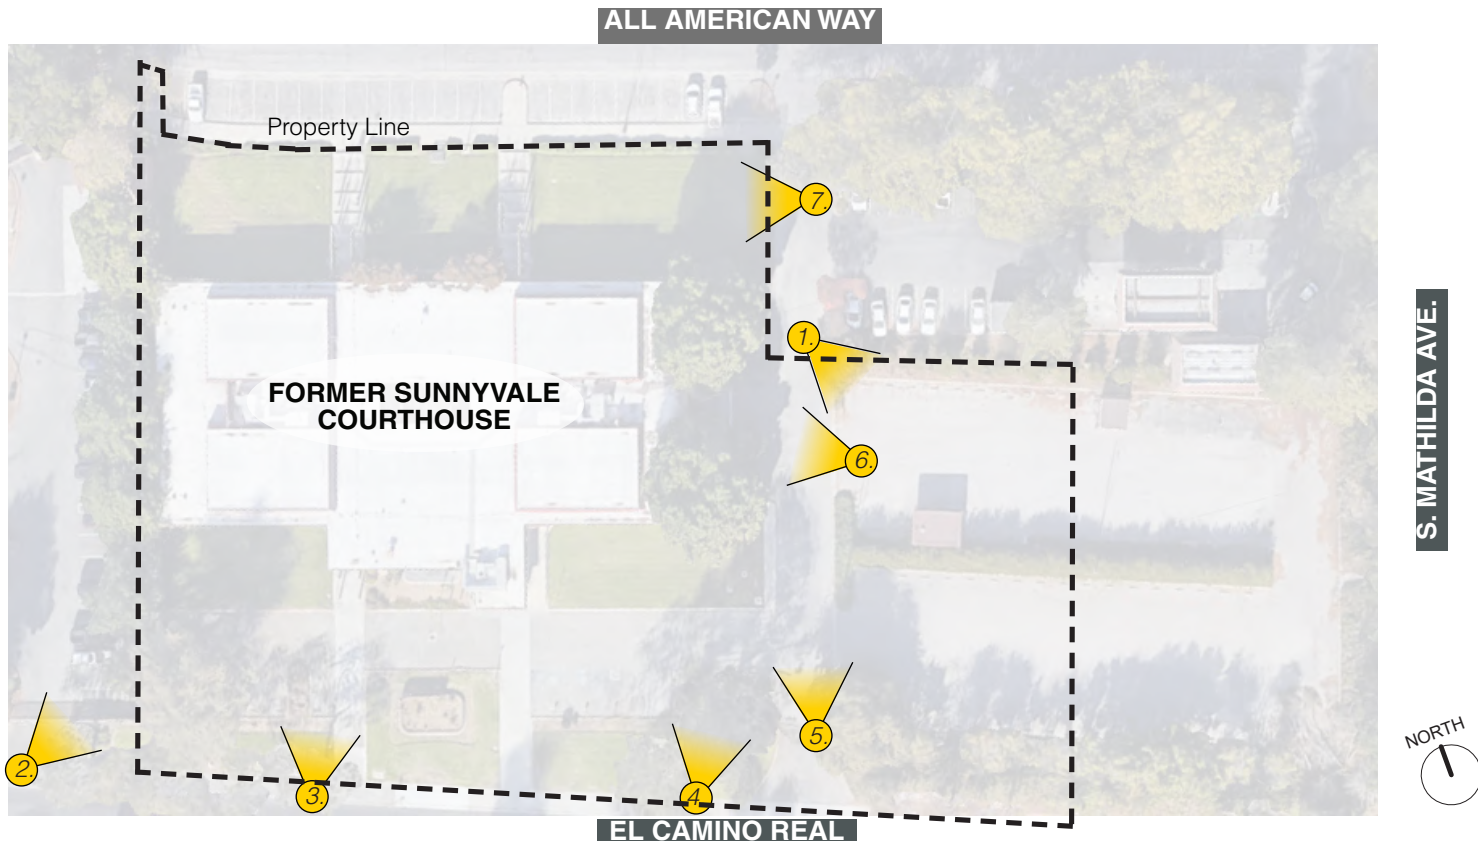 ALL AMERICAN WAY
Property Line
7.
1.
FORMER SUNNYVALE
COURTHOUSE
6.
S. MATHILDA AVE.
5.
2.
3.
4.
NORTH
EL CAMINO REAL